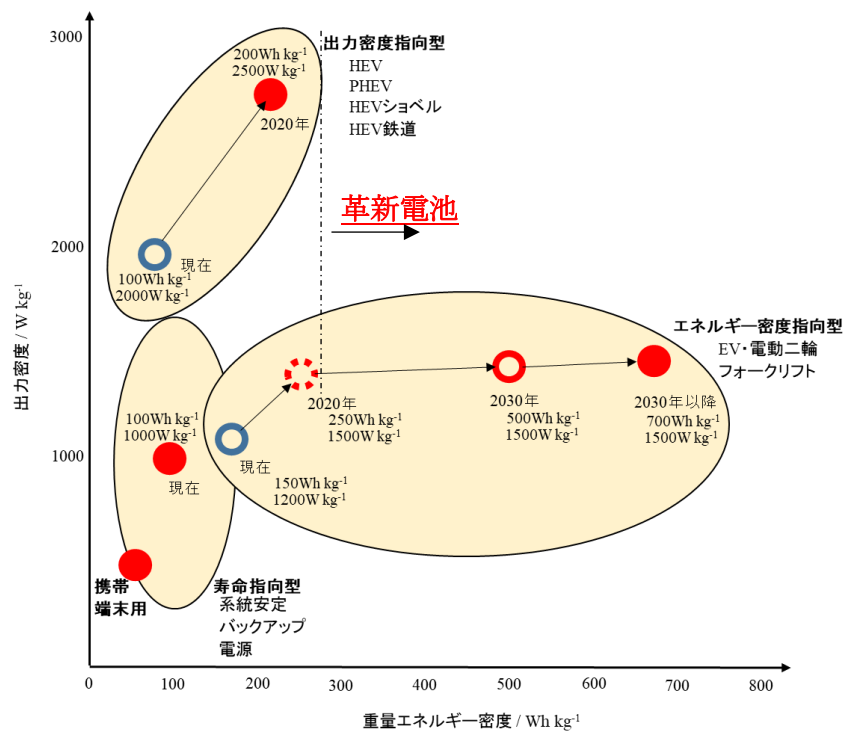 3000
2000
1000
出力密度 / W kg-1
200Wh kg-1
2500W kg-1
2020年
現在
100Wh kg-1
2000W kg-1
出力密度指向型
HEV
PHEV
HEVショベル
HEV鉄道
革新電池
エネルギー密度指向型
EV・電動二輪
フォークリフト
100Wh kg-1
1000W kg-1
現在
2020年
250Wh kg-1
1500W kg-1
2030年
500Wh kg-1
1500W kg-1
2030年以降
700Wh kg-1
1500W kg-1
現在
150Wh kg-1
1200W kg-1
携帯
端末用
寿命指向型
系統安定
バックアップ
電源
0
100
200
300
400
500
600
700
800
重量エネルギー密度 / Wh kg-1